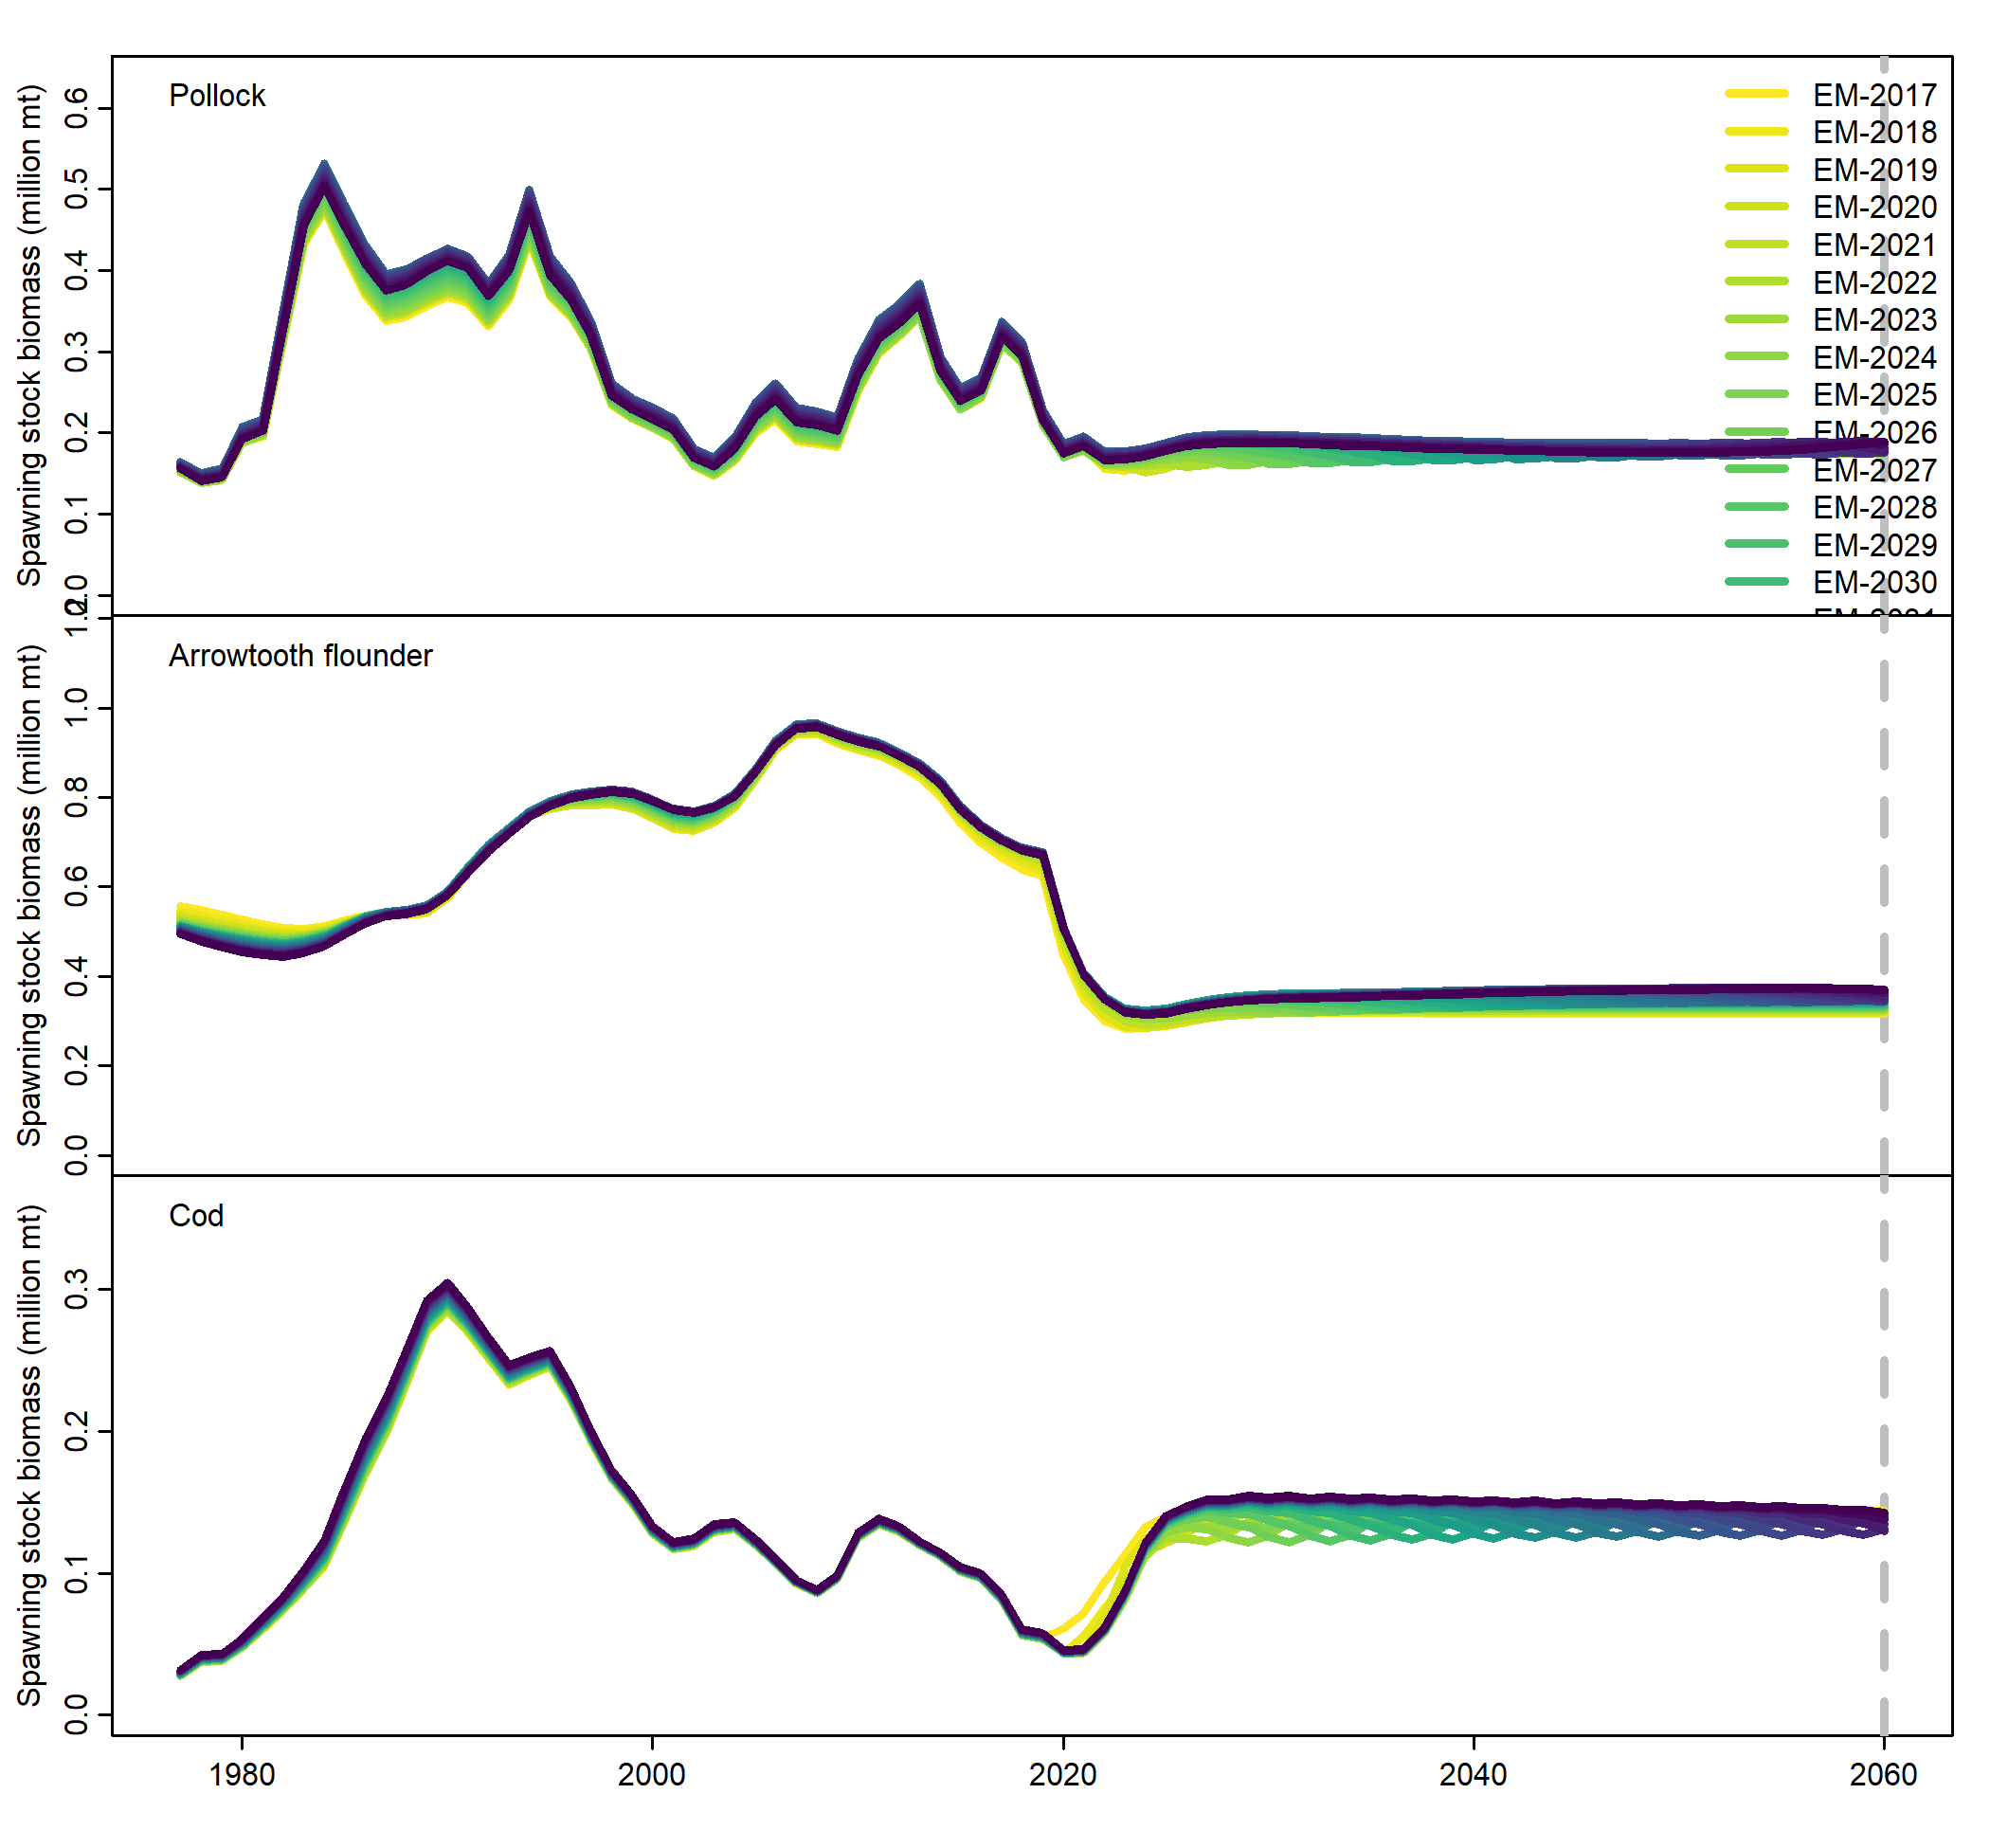 Pollock
Spawning stock biomass (million mt)
0.6
0.5
0.4
0.3
0.2
0.1
0.0
EM-2017
EM-2018
EM-2019
EM-2020
EM-2021
EM-2022
EM-2023
EM-2024
EM-2025
EM-2026
EM-2027
EM-2028
EM-2029
EM-2030
Arrowtooth flounder
Spawning stock biomass (million mt)
1.2
1.0
0.8
0.6
0.4
0.2
0.0
Cod
Spawning stock biomass (million mt)
0.3
0.2
0.1
0.0
1980 2000 2020 2040 2060